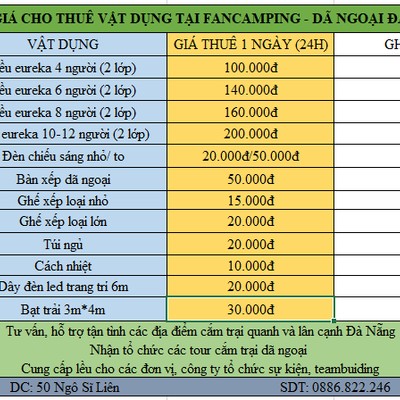 GIÁ CHO THUÊ VẬT DỤNG TẠI FANCAMPING - DÃ NGOẠI
VẬT DỤNG GIÁ THUÊ 1 NGÀY (24H) GH
eureka 4 người (2 lớp) 100.000đ
eureka 6 người (2 lớp) 140.000đ
eureka 8 người (2 lớp) 160.000đ
eureka 10-12 người (2 lớp) 200.000đ
Đèn chiếu sáng nhỏ/ to 20.000đ/50.000đ
Bàn xếp dã ngoại 50.000đ
Ghế xếp loại nhỏ 15.000đ
Ghế xếp loại lớn 20.000đ
Túi ngủ 20.000đ
Cách nhiệt 10.000đ
Dây đèn led trang trí 6m 20.000đ
Bạt trải 3m*4m 30.000đ
Tư vấn, hỗ trợ tận tình các địa điểm cắm trại quanh và lân cạnh Đà Nẵng
Nhận tổ chức các tour cắm trại dã ngoại
Cung cấp lều cho các đơn vị, công ty tổ chức sự kiện, teambuiding
DC: 50 Ngô Sĩ Liên SDT: 0886.822.246